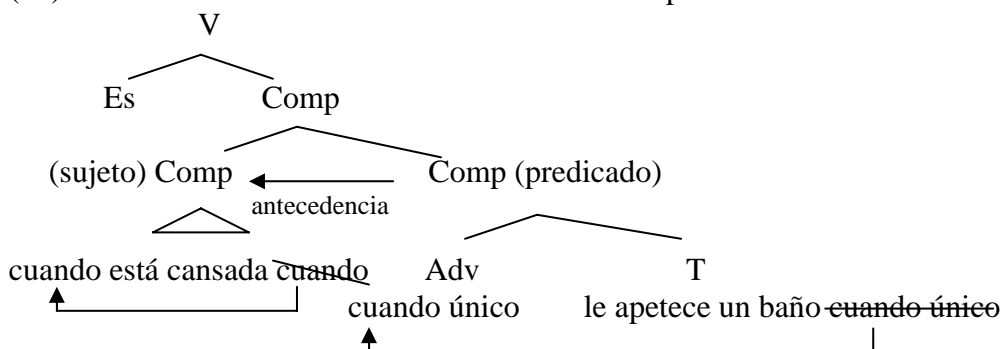 V
Es Comp
(sujeto) Comp Comp (predicado)
antecedencia
cuando está cansada cuando Adv T
cuando único le apetece un baño cuando único